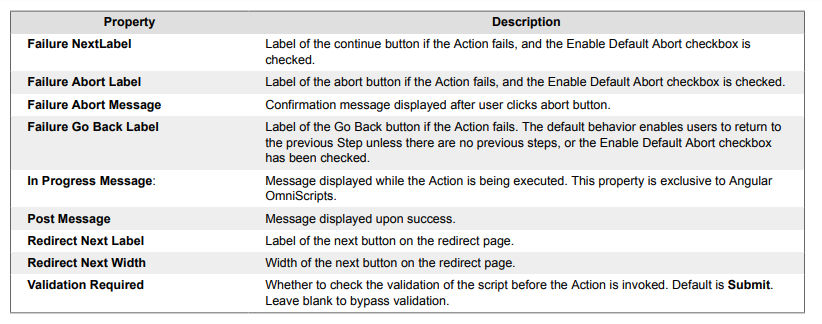 Property Description
Failure NextLabel Label of the continue button if the Action fails, and the Enable Default Abort checkbox is
checked.
Failure Abort Label Label of the abort button if the Action fails, and the Enable Default Abort checkbox is checked.
Failure Abort Message Confirmation message displayed after user clicks abort button.
Failure Go Back Label Label of the Go Back button if the Action fails. The default behavior enables users to return to
the previous Step unless there are no previous steps, or the Enable Default Abort checkbox
has been checked.
In Progress Message: Message displayed while the Action is being executed. This property is exclusive to Angular
OmniScripts.
Post Message Message displayed upon success.
Redirect Next Label Label of the next button on the redirect page.
Redirect Next Width Width of the next button on the redirect page.
Validation Required Whether to check the validation of the script before the Action is invoked. Default is Submit.
Leave blank to bypass validation.